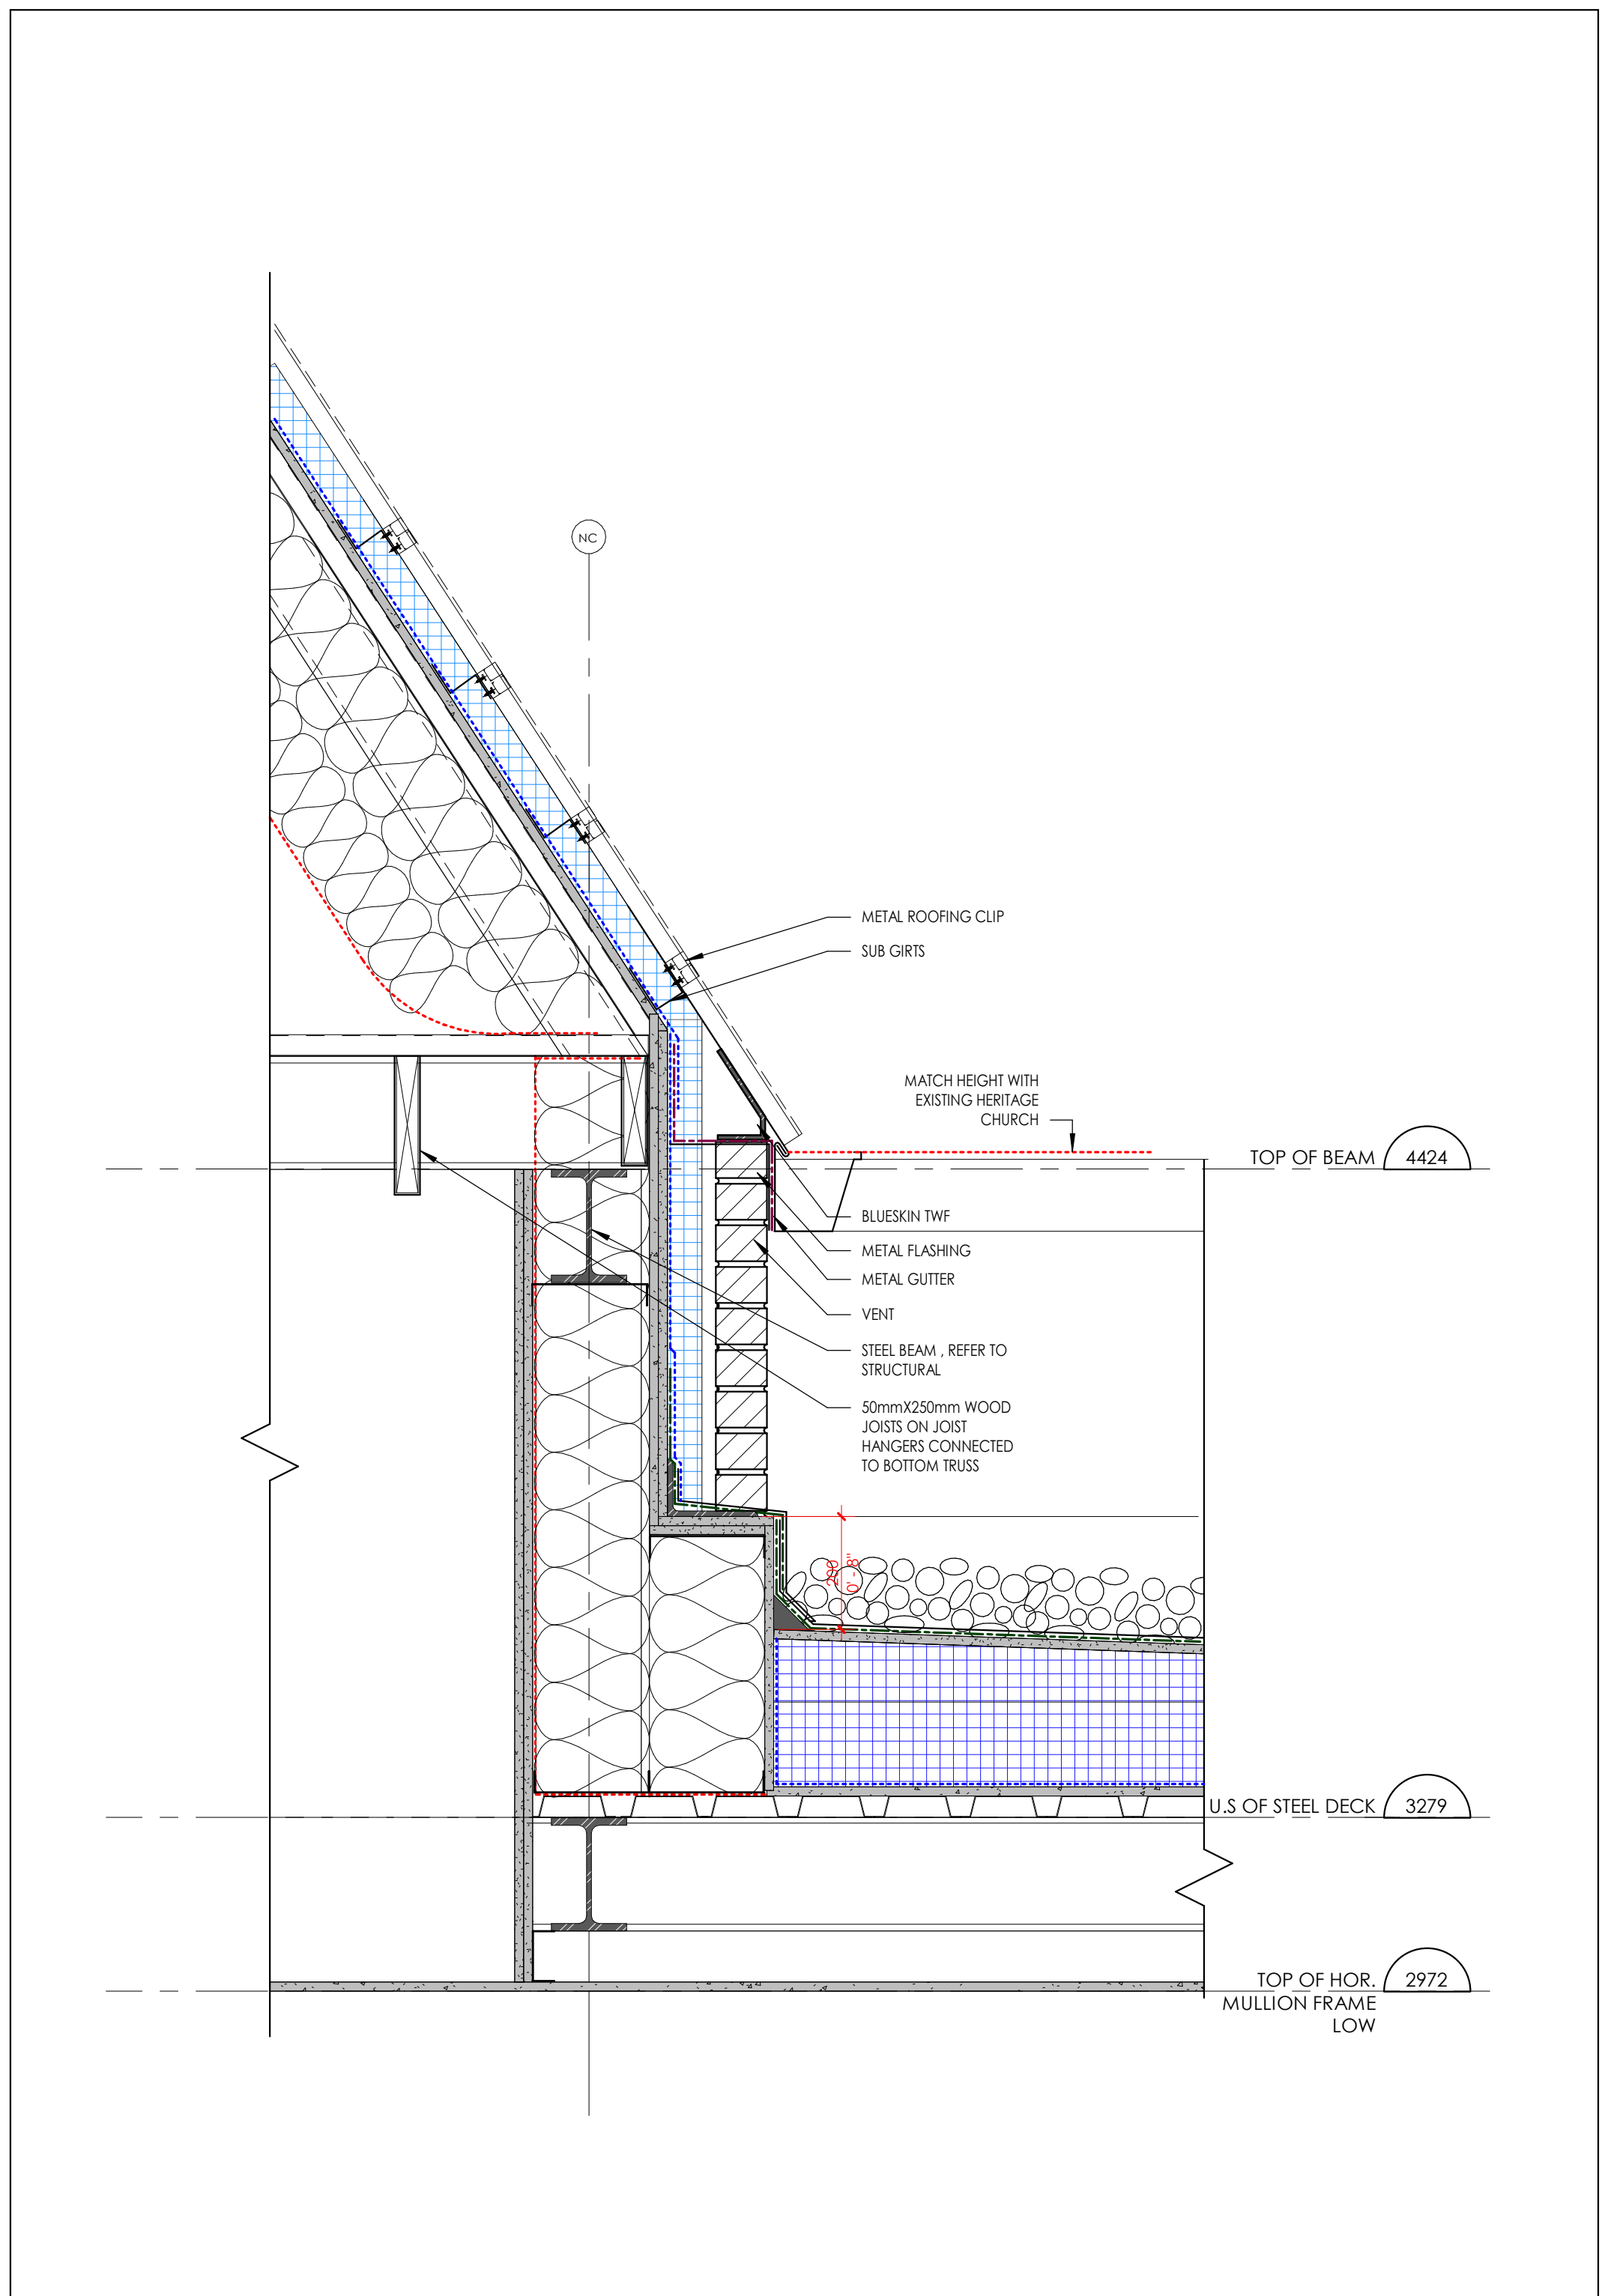 NC
METAL ROOFING CLIP
SUB GIRTS
MATCH HEIGHT WITH
EXISTING HERITAGE
CHURCH
TOP OF BEAM 4424
BLUESKIN TWF
METAL FLASHING
METAL GUTTER
VENT
STEEL BEAM , REFER TO
STRUCTURAL
50mmX250mm WOOD
JOISTS ON JOIST
HANGERS CONNECTED
TO BOTTOM TRUSS
200
0' - 8"
U.S OF STEEL DECK 3279
TOP OF HOR. 2972
MULLION FRAME
LOW